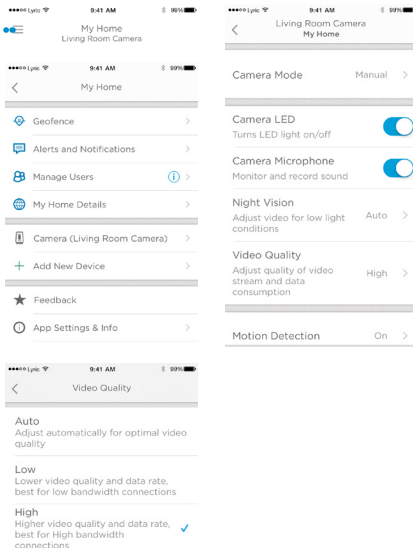 Lyric
9:41 AM
99%
My Home
Living Room Camera
Lyric
9:41 AM
99%
My Home
Geofence
Alerts and Notifications
Manage Users
My Home Details
Camera (Living Room Camera)
Add New Device
Feedback
App Settings & Info
Lyric
9:41 AM
99%
Video Quality
Auto
Adjust automatically for optimal video
quality
Low
Lower video quality and data rate,
best for low bandwidth connections
High
Higher video quality and data rate,
best for High bandwidth
connections
Lyric
9:41 AM
99%
Living Room Camera
My Home
Camera Mode Manual
Camera LED
Turns LED light on/off
Camera Microphone
Monitor and record sound
Night Vision
Adjust video for low light Auto
conditions
Video Quality
Adjust quality of video
stream and data High
consumption
Motion Detection On